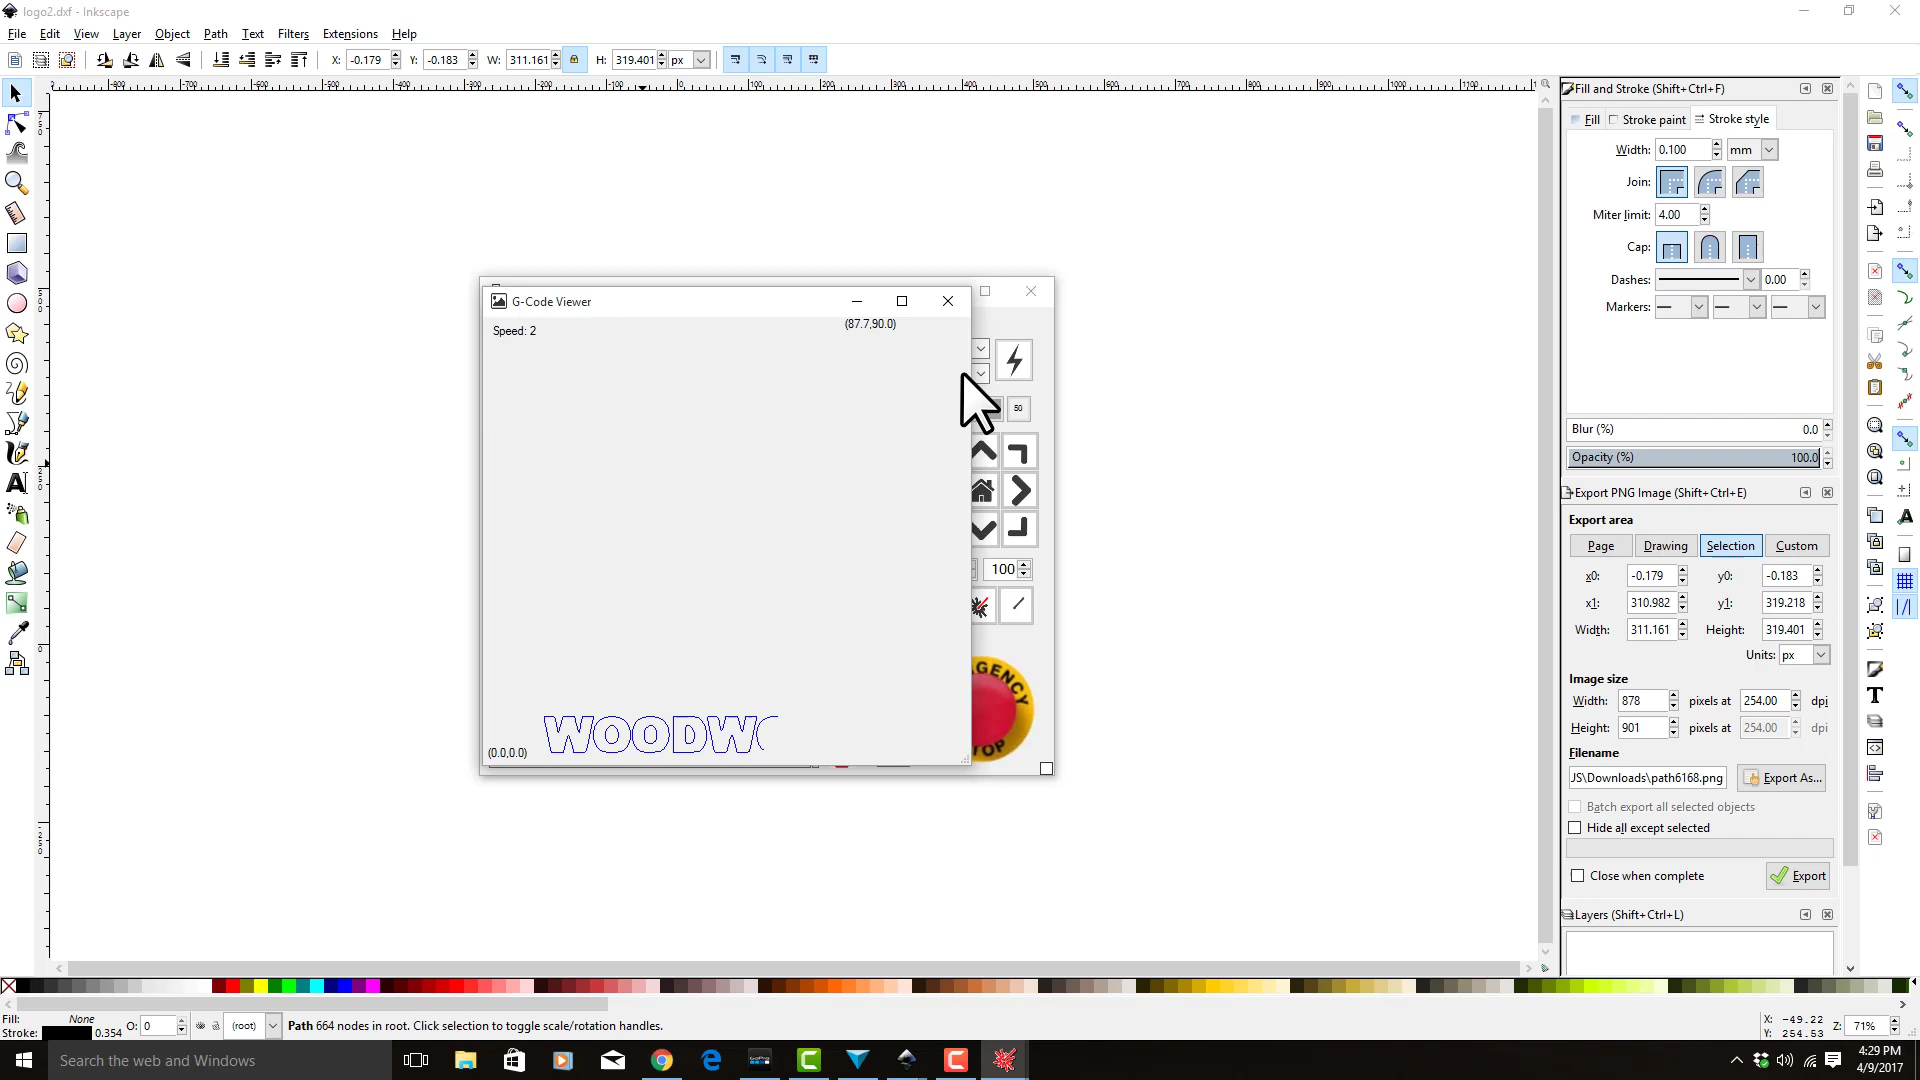 logo2.dxf - Inkscape
File Edit View Layer Object Path Text Filters Extensions Help
X: -0.179 Y: -0.183 W: 311.161 H: 319.401 px
Fill and Stroke (Shift+Ctrl+F)
Fill Stroke paint Stroke style
Width: 0.100 mm
Join:
Miter limit: 4.00
Cap:
Dashes: 0.00
Markers:
Blur (%) 0.0
Opacity (%) 100.0
Export PNG Image (Shift+Ctrl+E)
Export area
Page Drawing Selection Custom
x0: -0.179 y0: -0.183
x1: 310.982 y1: 319.218
Width: 311.161 Height: 319.401
Units: px
Image size
Width: 878 pixels at 254.00 dpi
Height: 901 pixels at 254.00 dpi
Filename
JS\Downloads\path6168.png Export As...
Batch export all selected objects
Hide all except selected
Close when complete Export
Layers (Shift+Ctrl+L)
G-Code Viewer
Speed: 2
(87.7,90.0)
50
100
WOODW
(0.0,0.0)
AGENCY
TOP
Fill: None
Stroke: 0.354 O: 0 (root) Path 664 nodes in root. Click selection to toggle scale/rotation handles.
X: -49.22
Y: 254.53
Z: 71%
Search the web and Windows
GoPro
4:29 PM
4/9/2017